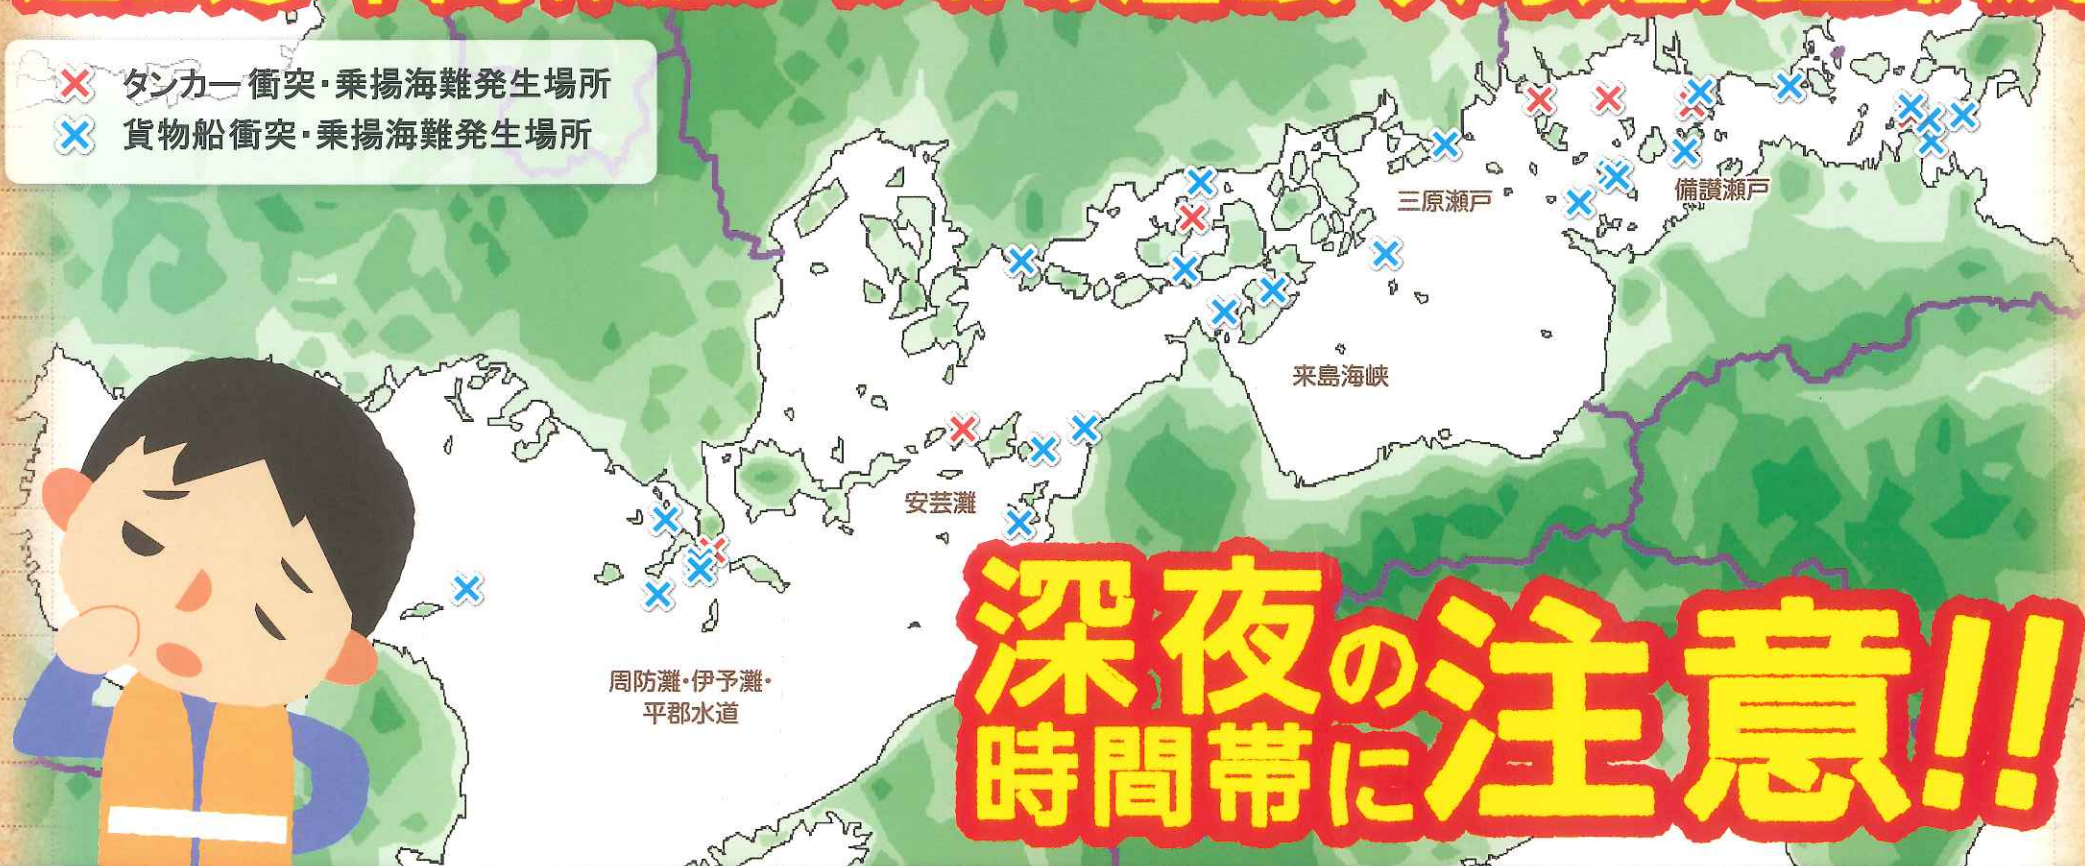 タンカー衝突・乗揚海難発生場所
貨物船衝突・乗揚海難発生場所
三原瀬戸
備讃瀬戸
来島海峡
安芸灘
周防灘・伊予灘・
平郡水道
深夜の
時間帯に注意!!